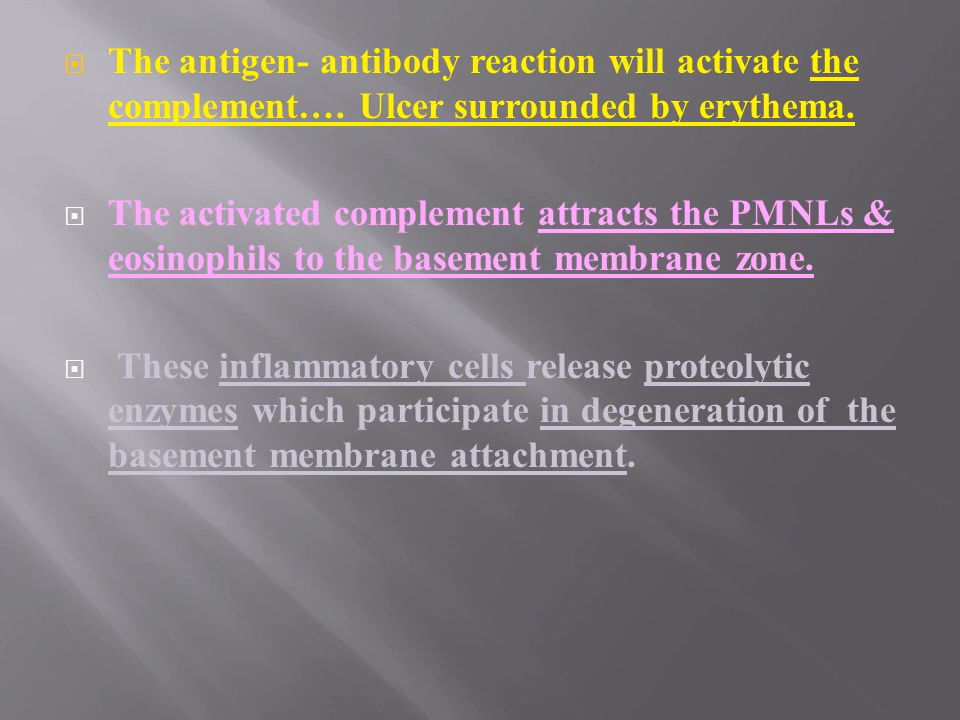 The antigen- antibody reaction will activate the
complement…. Ulcer surrounded by erythema.
The activated complement attracts the PMNLs &
eosinophils to the basement membrane zone.
These inflammatory cells release proteolytic
enzymes which participate in degeneration of the
basement membrane attachment.